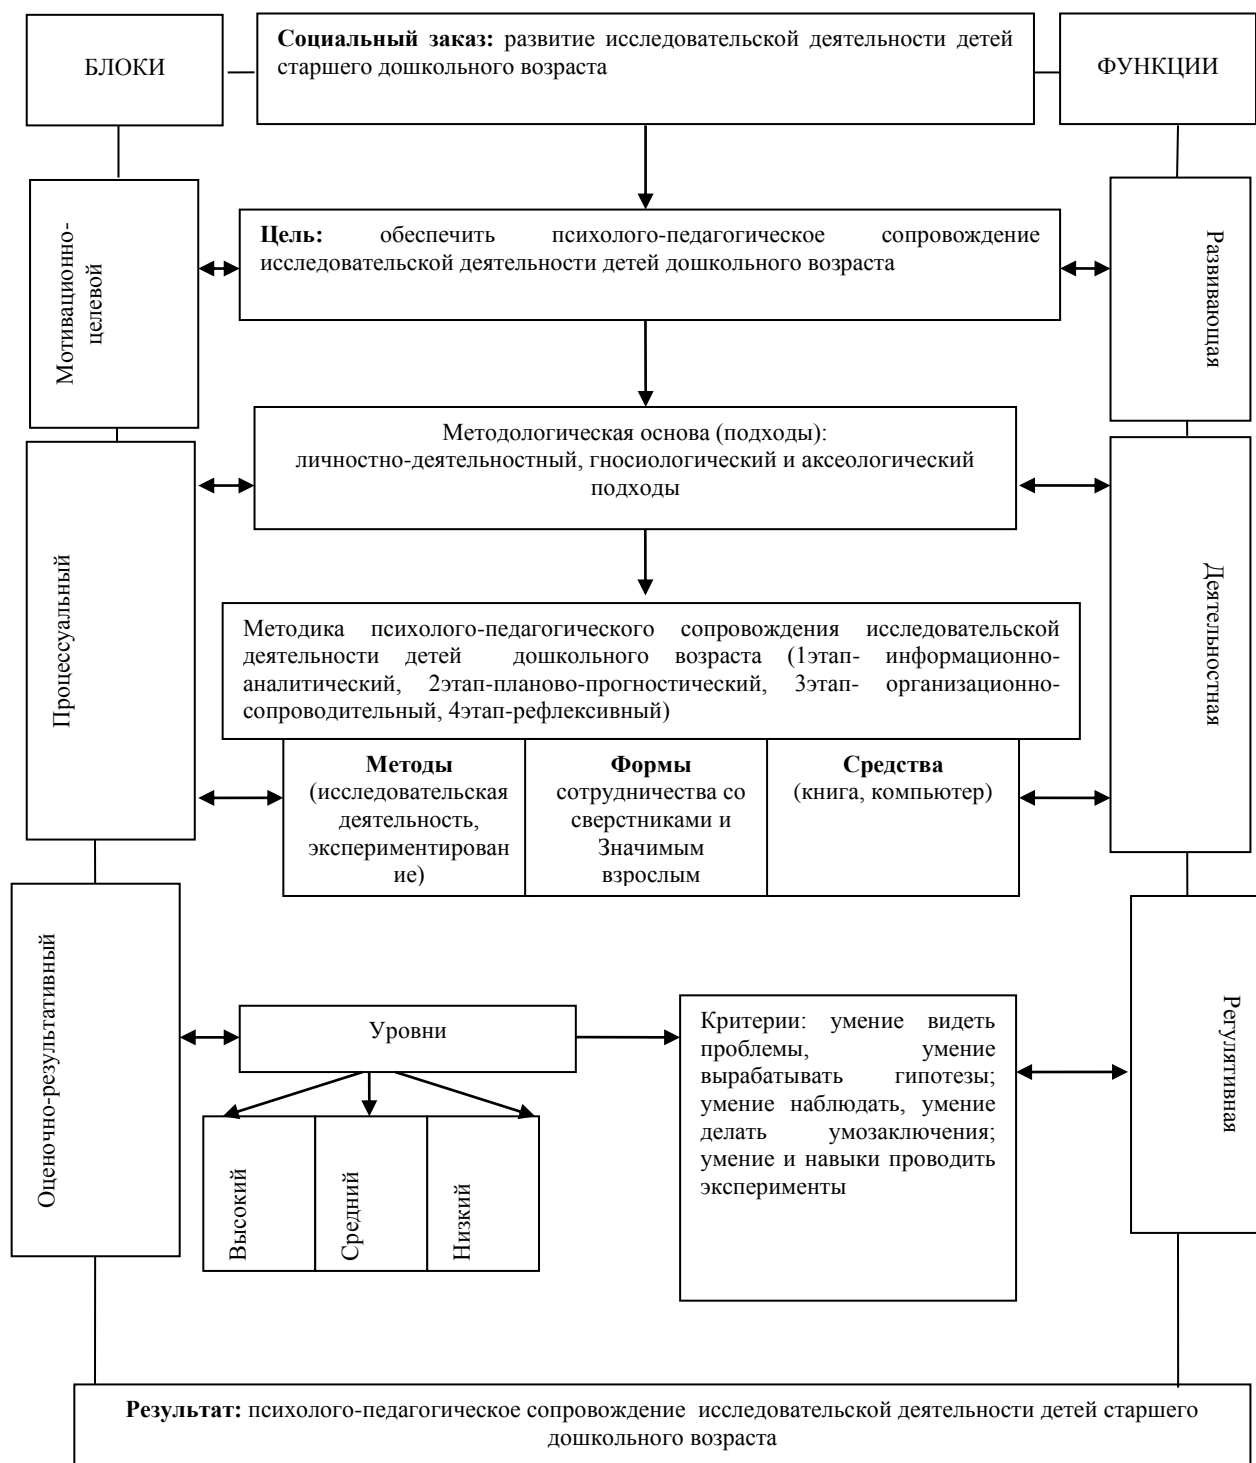 БЛОКИ
Социальный заказ: развитие исследовательской деятельности детей
старшего дошкольного возраста
ФУНКЦИИ
Мотивационно-
целевой
Цель: обеспечить психолого-педагогическое сопровождение
исследовательской деятельности детей дошкольного возраста
Развивающая
Методологическая основа (подходы):
личностно-деятельностный, гносиологический и аксеологический
подходы
Процессуальный
Методика психолого-педагогического сопровождения исследовательской
деятельности детей дошкольного возраста (1этап- информационно-
аналитический, 2этап-планово-прогностический, 3этап- организационно-
сопроводительный, 4этап-рефлексивный)
Деятельностная
Методы
(исследовательская
деятельность,
экспериментирован
ие)
Формы
сотрудничества со
сверстниками и
Значимым
взрослым
Средства
(книга, компьютер)
Оценочно-результативный
Уровни
Высокий
Средний
Низкий
Критерии: умение видеть
проблемы, умение
вырабатывать гипотезы;
умение наблюдать, умение
делать умозаключения;
умение и навыки проводить
эксперименты
Регулятивная
Результат: психолого-педагогическое сопровождение исследовательской деятельности детей старшего
дошкольного возраста